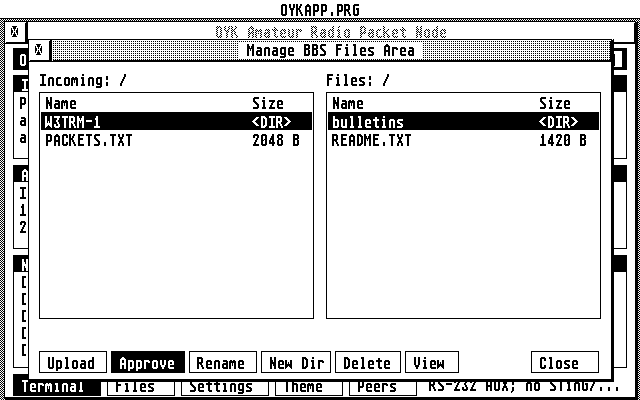 OYKAPP.PRG
OYK Amateur Radio Packet Node
Manage BBS Files Area
Incoming: /
Files: /
Name Size
W3TRM-1 <DIR>
PACKETS.TXT 2048 B
Name Size
bulletins <DIR>
README.TXT 1420 B
Upload Approve Rename New Dir Delete View Close
Terminal Files Settings Theme Peers RS-232 AUX; no STinG/...